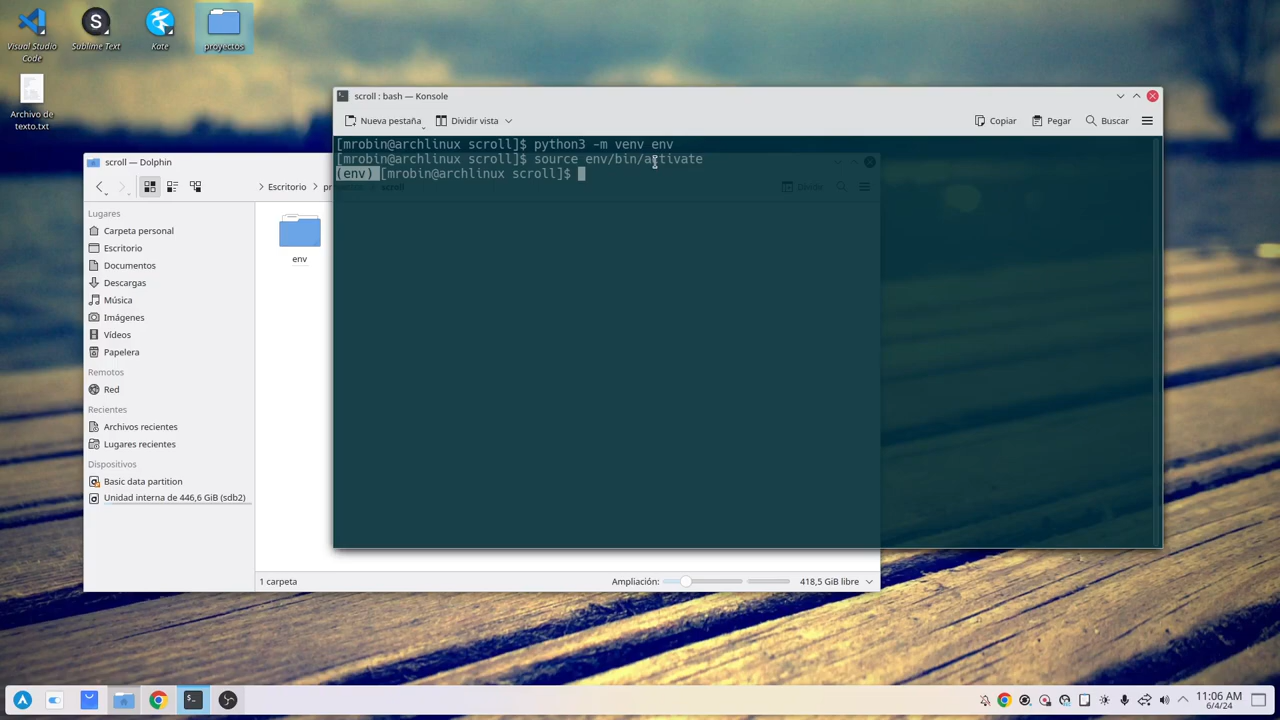 Visual Studio
Code
Sublime Text
Kate
proyectos
Archivo de
texto.txt
scroll : bash — Konsole
Nueva pestaña
Dividir vista
Copiar
Pegar
Buscar
[mrobin@archlinux scroll]$ python3 -m venv env
[mrobin@archlinux scroll]$ source env/bin/activate
(env) [mrobin@archlinux scroll]$
scroll — Dolphin
Escritorio
scroll
Dividir
Lugares
Carpeta personal
Escritorio
Documentos
Descargas
Música
Imágenes
Vídeos
Papelera
Remotos
Red
Recientes
Archivos recientes
Lugares recientes
Dispositivos
Basic data partition
Unidad interna de 446,6 GiB (sdb2)
env
1 carpeta
Ampliación:
418,5 GiB libre
11:06 AM
6/4/24